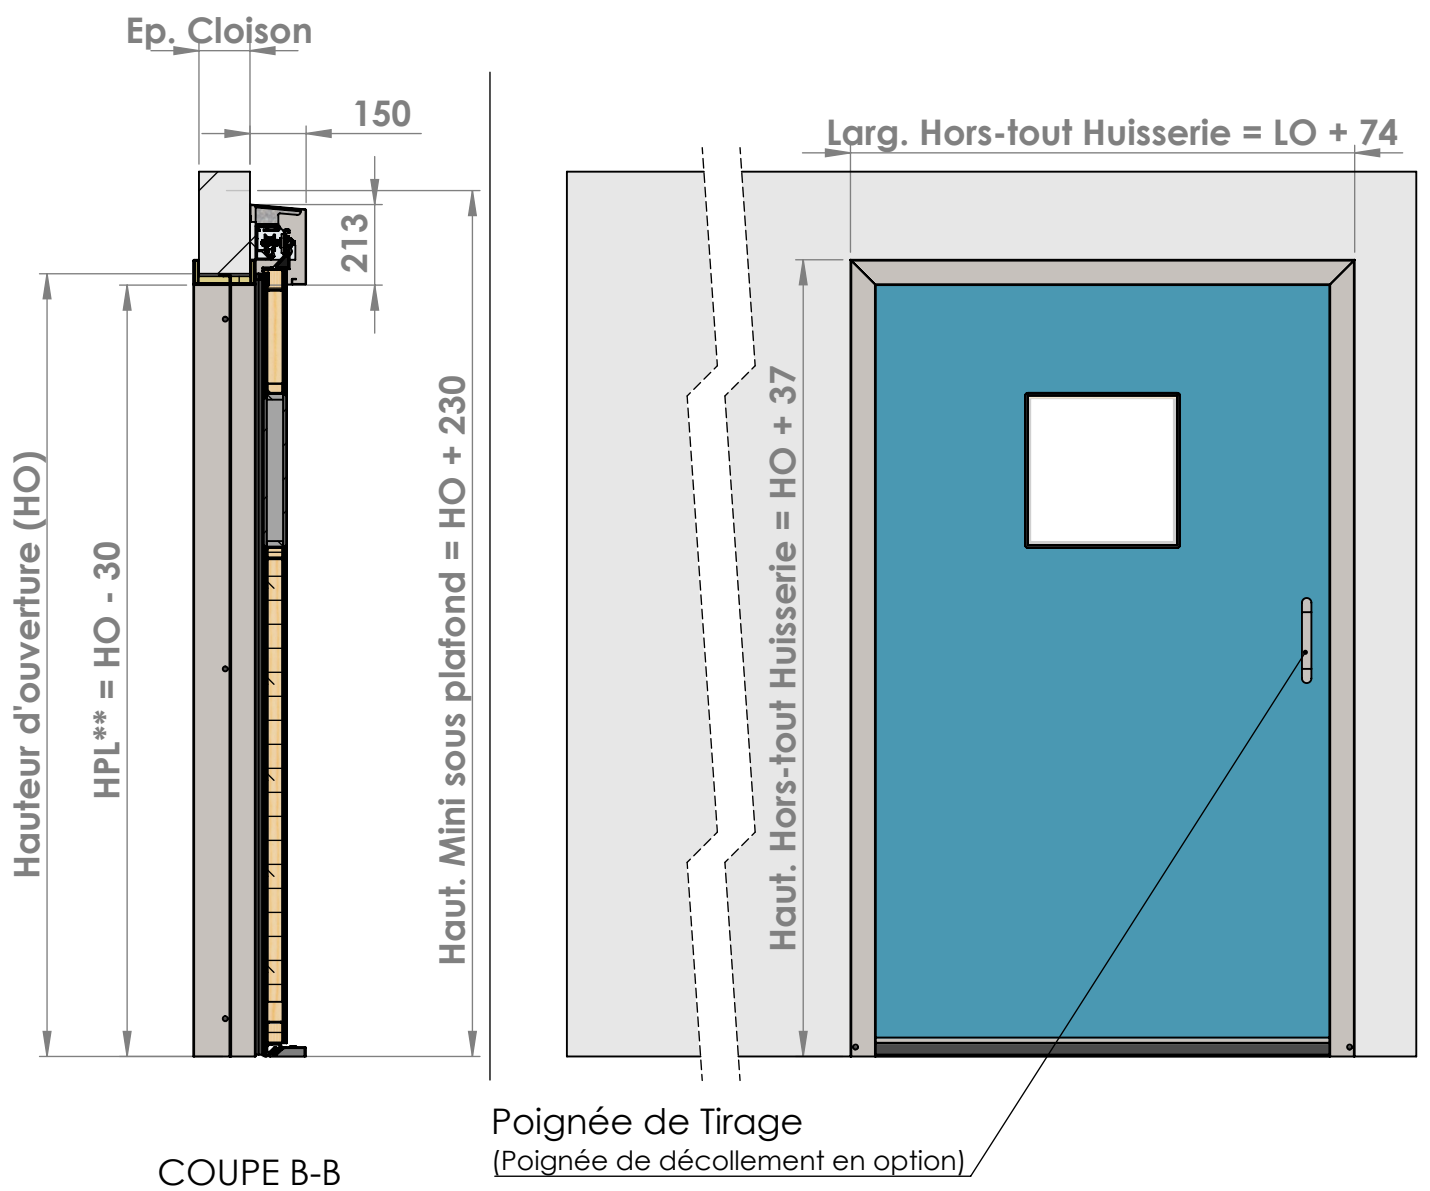 Ep. Cloison
150
213
Hauteur d'ouverture (HO)
HPL** = HO - 30
Haut. Mini sous plafond = HO + 230
COUPE B-B
Larg. Hors-tout Huisserie = LO + 74
Haut. Hors-tout Huisserie = HO + 37
Poignée de Tirage
(Poignée de décollement en option)